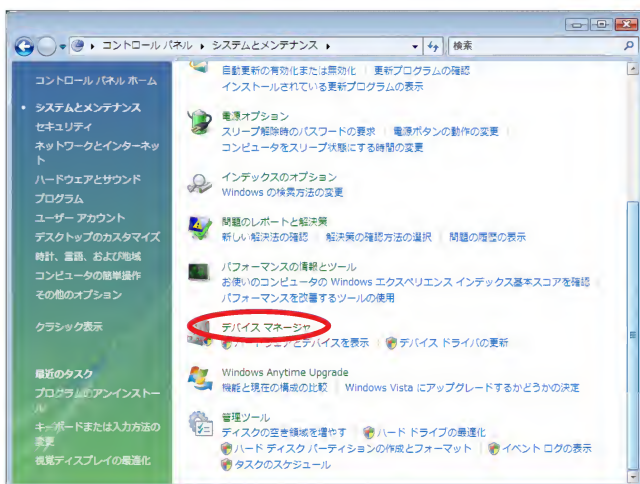 コントロール パネル ▸ システムとメンテナンス ▸
検索
コントロール パネル ホーム
• システムとメンテナンス
セキュリティ
ネットワークとインターネッ
ト
ハードウェアとサウンド
プログラム
ユーザー アカウント
デスクトップのカスタマイズ
時計、言語、および地域
コンピュータの簡単操作
その他のオプション
クラシック表示
最近のタスク
プログラムのアンインストー
ル
キーボードまたは入力方法の
変更
視覚ディスプレイの最適化
自動更新の有効化または無効化 | 更新プログラムの確認
インストールされている更新プログラムの表示
電源オプション
スリープ解除時のパスワードの要求 | 電源ボタンの動作の変更
コンピュータをスリープ状態にする時間の変更
インデックスのオプション
Windows の検索方法の変更
問題のレポートと解決策
新しい解決法の確認 | 解決策の確認方法の選択 | 問題の履歴の表示
パフォーマンスの情報とツール
お使いのコンピュータの Windows エクスペリエンス インデックス基本スコアを確認
パフォーマンスを改善するツールの使用
デバイス マネージャ
ハードウェアとデバイスを表示 | デバイス ドライバの更新
Windows Anytime Upgrade
機能と現在の構成の比較 | Windows Vista にアップグレードするかどうかの決定
管理ツール
ディスクの空き領域を増やす | ハード ドライブの最適化
ハード ディスク パーティションの作成とフォーマット | イベント ログの表示
タスクのスケジュール